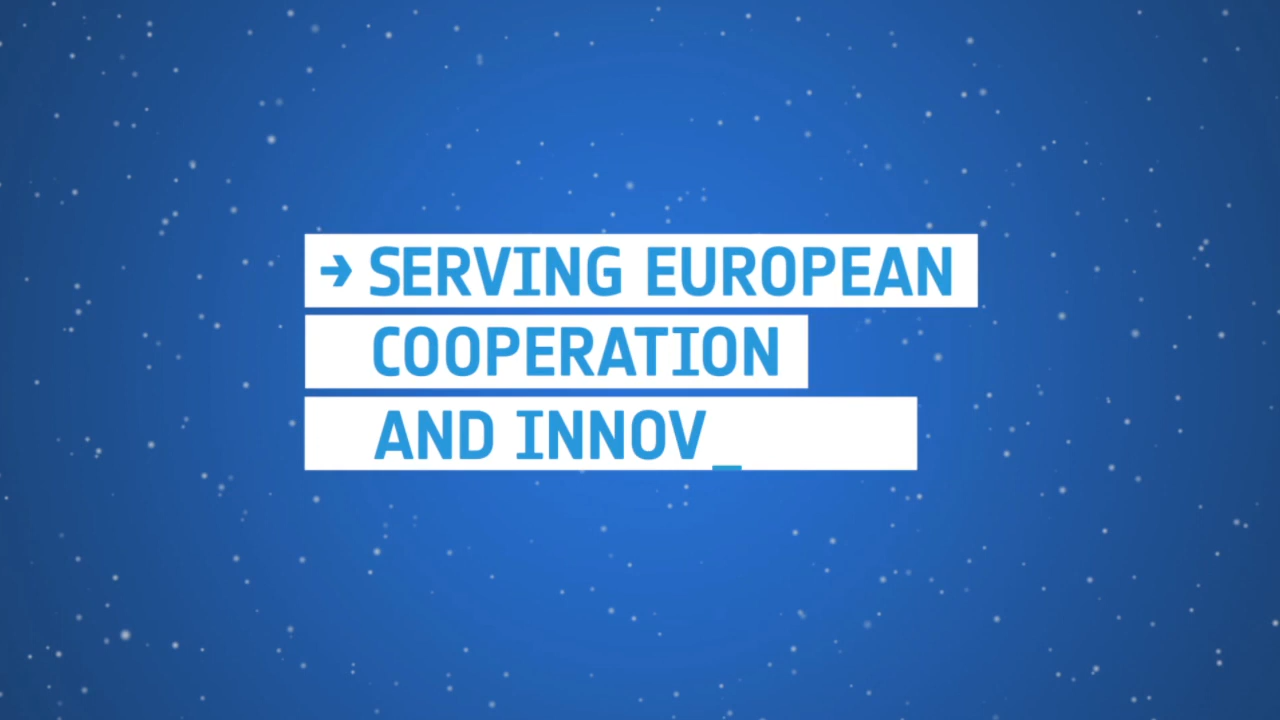 → SERVING EUROPEAN
COOPERATION
AND INNOV_